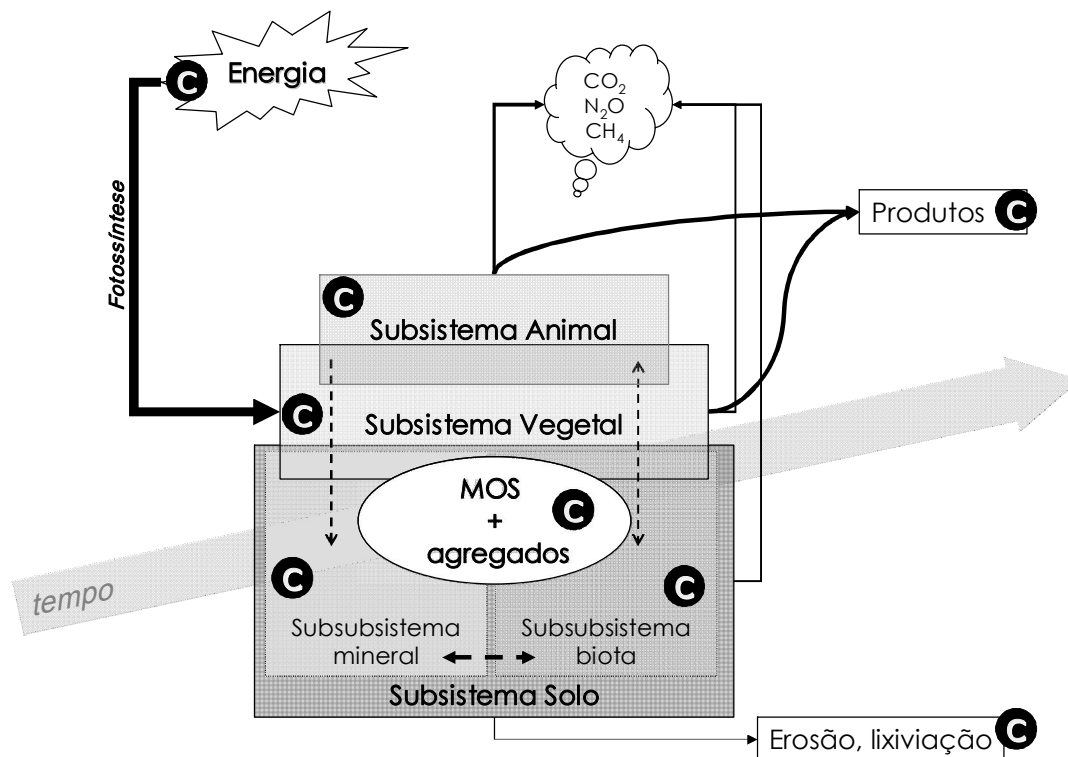 C
Energia
CO₂
N₂O
CH₄
Fotossíntese
Produtos C
C
Subsistema Animal
C
Subsistema Vegetal
MOS
+
agregados
C
C
C
tempo
Subsubsistema
mineral
Subsubsistema
biota
Subsistema Solo
Erosão, lixiviação C